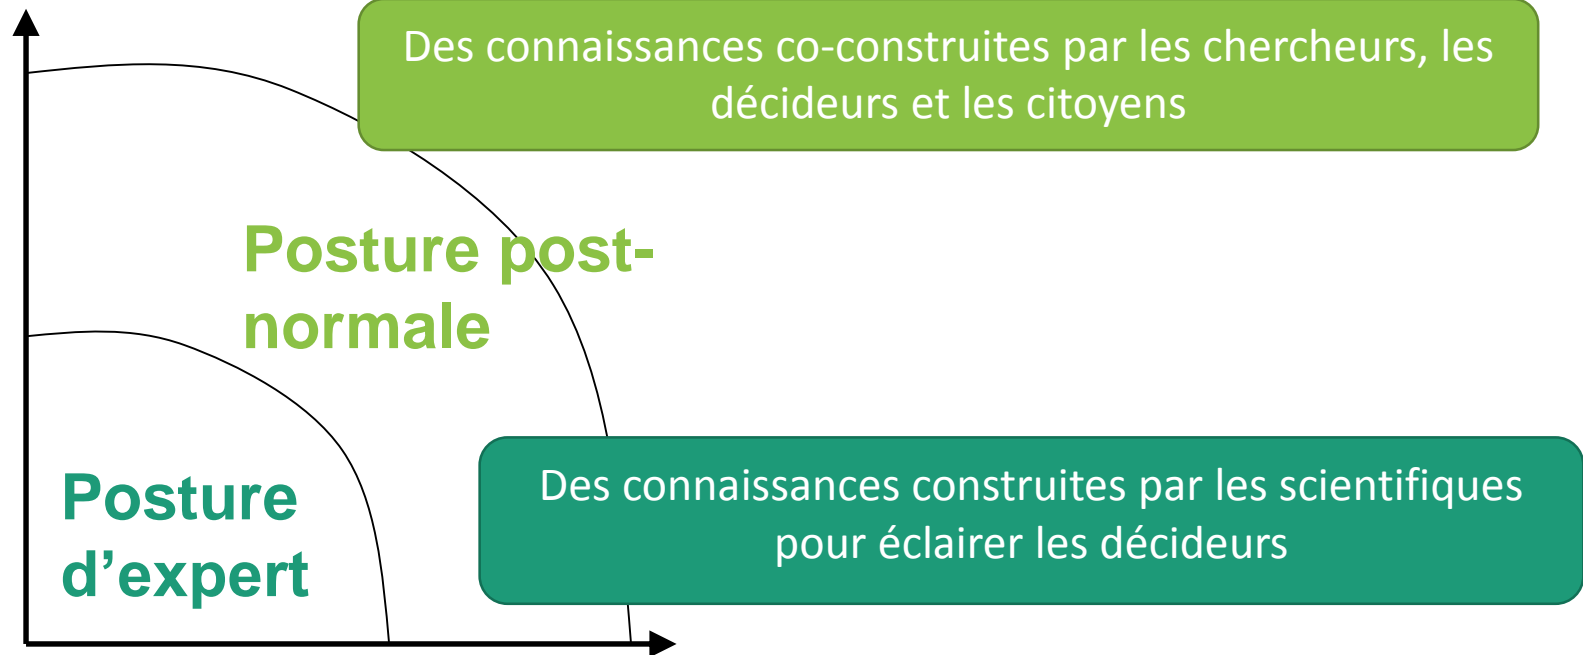 Des connaissances co-construites par les chercheurs, les
décideurs et les citoyens
Posture post-
normale
Posture
d’expert
Des connaissances construites par les scientifiques
pour éclairer les décideurs